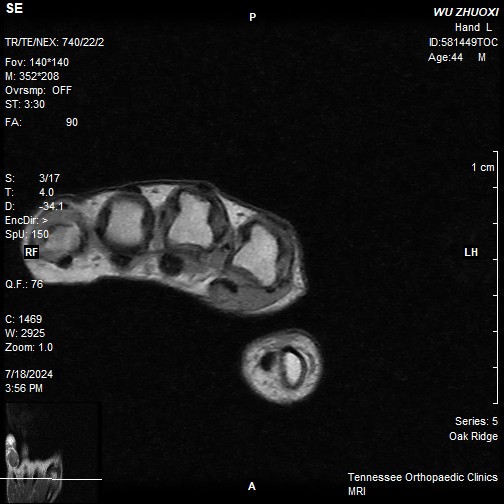 SE
P
WU ZHUOXI
Hand L
ID:581449TOC
Age:44 M
TR/TE/NEX: 740/22/2
Fov: 140*140
M: 352*208
Ovrsmp: OFF
ST: 3:30
FA: 90
1 cm
S: 3/17
T: 4.0
D: -34.1
EncDir: >
SpU: 150
RF
LH
Q.F.: 76
C: 1469
W: 2925
Zoom: 1.0
7/18/2024
3:56 PM
Series: 5
Oak Ridge
Tennessee Orthopaedic Clinics
MRI
A